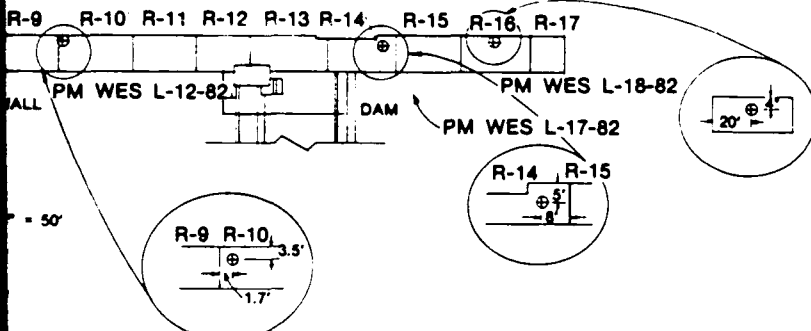 R-9 R-10 R-11 R-12 R-13 R-14 R-15 R-16 R-17
PM WES L-12-82
PM WES L-18-82
DAM
PM WES L-17-82
4'
20'
R-14 R-15
5'
8'
= 50'
R-9 R-10
3.5'
1.7'